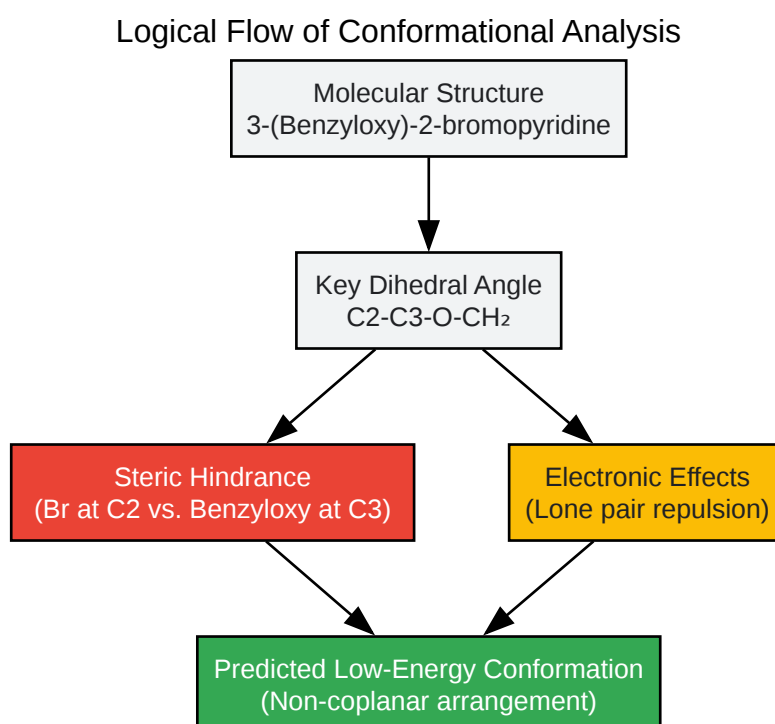 Logical Flow of Conformational Analysis
Molecular Structure
3-(Benzyloxy)-2-bromopyridine
Key Dihedral Angle
C2-C3-O-CH₂
Steric Hindrance
(Br at C2 vs. Benzyloxy at C3)
Electronic Effects
(Lone pair repulsion)
Predicted Low-Energy Conformation
(Non-coplanar arrangement)